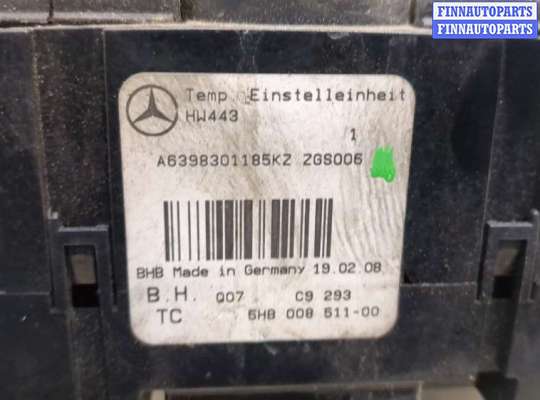 FINNAUTOPARTS
FINNAUTOPARTS
Temp. Einstelleinheit
HW443
1
A6398301185KZ ZGS006
BHB Made in Germany 19.02.08
B.H. 007 C9 293
TC 5HB 008 511-00